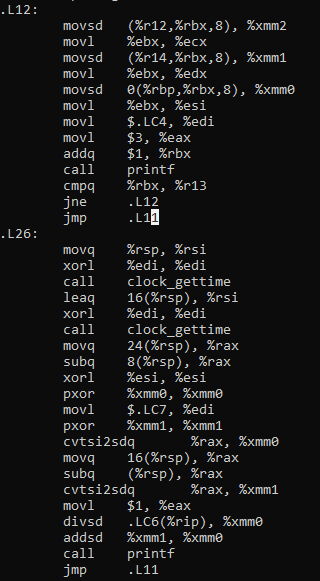 .L12:
movsd (%r12,%rbx,8), %xmm2
movl %ebx, %ecx
movsd (%r14,%rbx,8), %xmm1
movl %ebx, %edx
movsd 0(%rbp,%rbx,8), %xmm0
movl %ebx, %esi
movl $.LC4, %edi
movl $3, %eax
addq $1, %rbx
call printf
cmpq %rbx, %r13
jne .L12
jmp .L11
.L26:
movq %rsp, %rsi
xorl %edi, %edi
call clock_gettime
leaq 16(%rsp), %rsi
xorl %edi, %edi
call clock_gettime
movq 24(%rsp), %rax
subq 8(%rsp), %rax
xorl %esi, %esi
pxor %xmm0, %xmm0
movl $.LC7, %edi
pxor %xmm1, %xmm1
cvtsi2sdq %rax, %xmm0
movq 16(%rsp), %rax
subq (%rsp), %rax
cvtsi2sdq %rax, %xmm1
movl $1, %eax
divsd .LC6(%rip), %xmm0
addsd %xmm1, %xmm0
call printf
jmp .L11